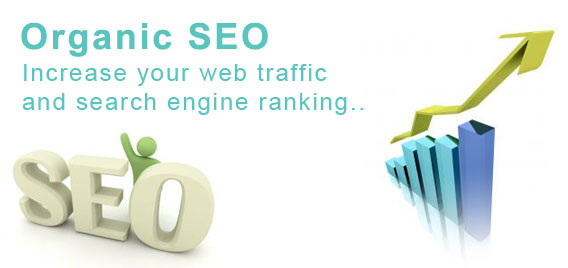 Organic SEO
Increase your web traffic
and search engine ranking..
SEO